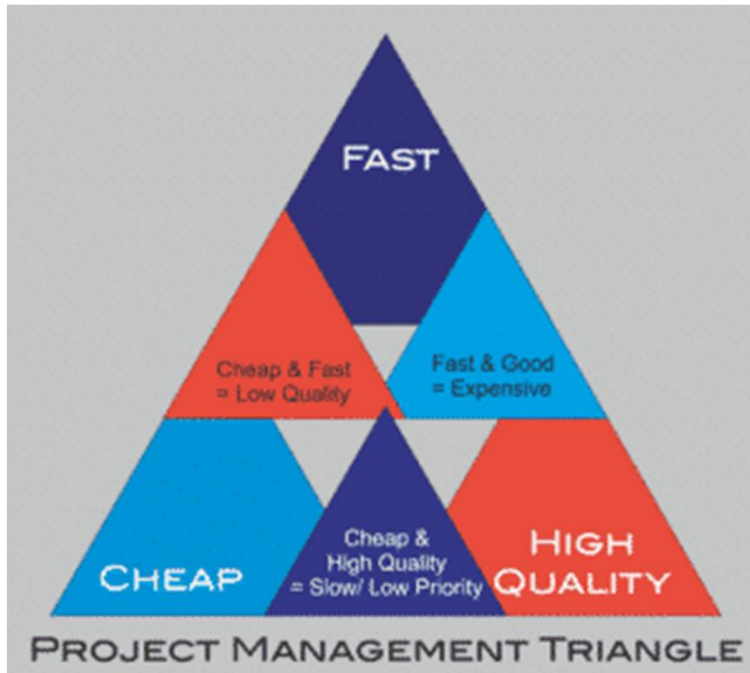 FAST
Cheap & Fast
= Low Quality
Fast & Good
= Expensive
CHEAP
Cheap &
High Quality
= Slow/ Low Priority
HIGH
QUALITY
PROJECT MANAGEMENT TRIANGLE